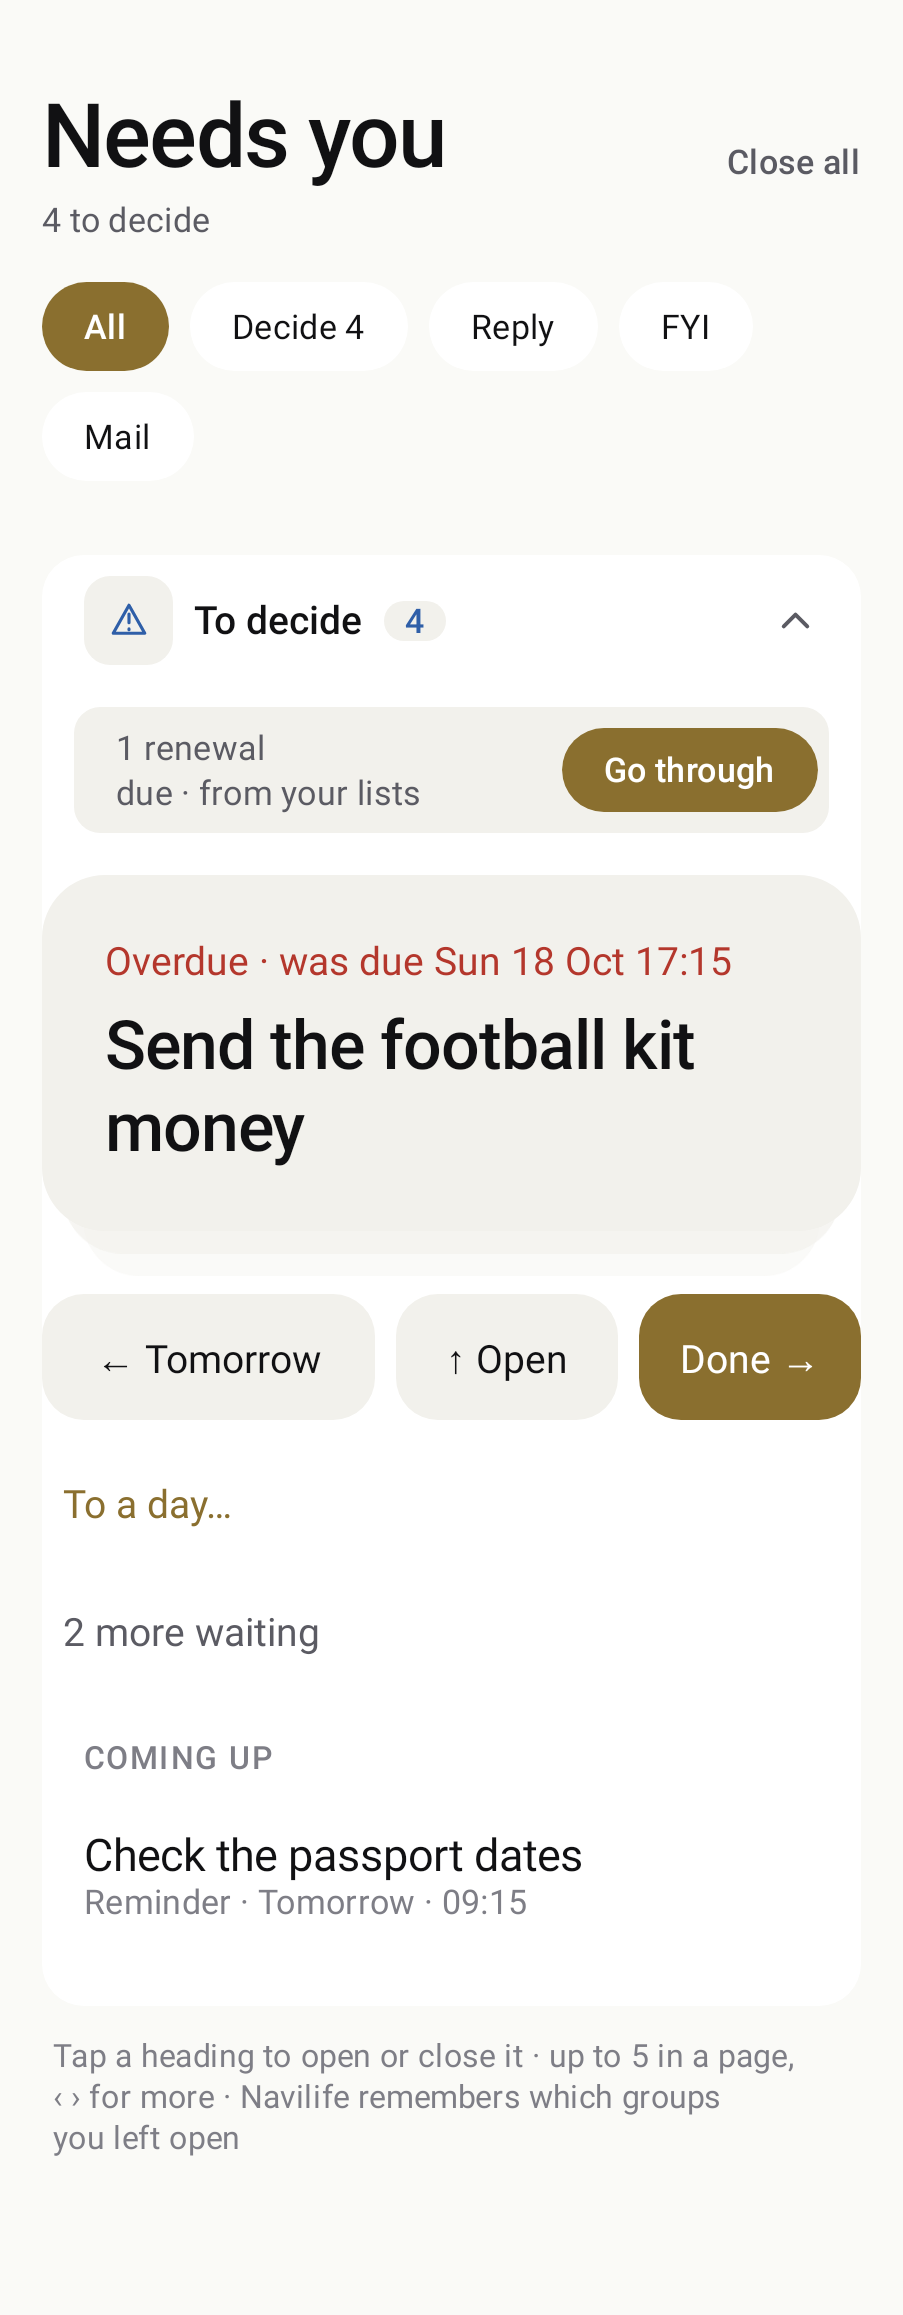 Needs you
Close all
4 to decide
All
Decide 4
Reply
FYI
Mail
To decide 4
1 renewal
due · from your lists
Go through
Overdue · was due Sun 18 Oct 17:15
Send the football kit
money
← Tomorrow
↑ Open
Done →
To a day…
2 more waiting
COMING UP
Check the passport dates
Reminder · Tomorrow · 09:15
Tap a heading to open or close it · up to 5 in a page,
‹ › for more · Navilife remembers which groups
you left open